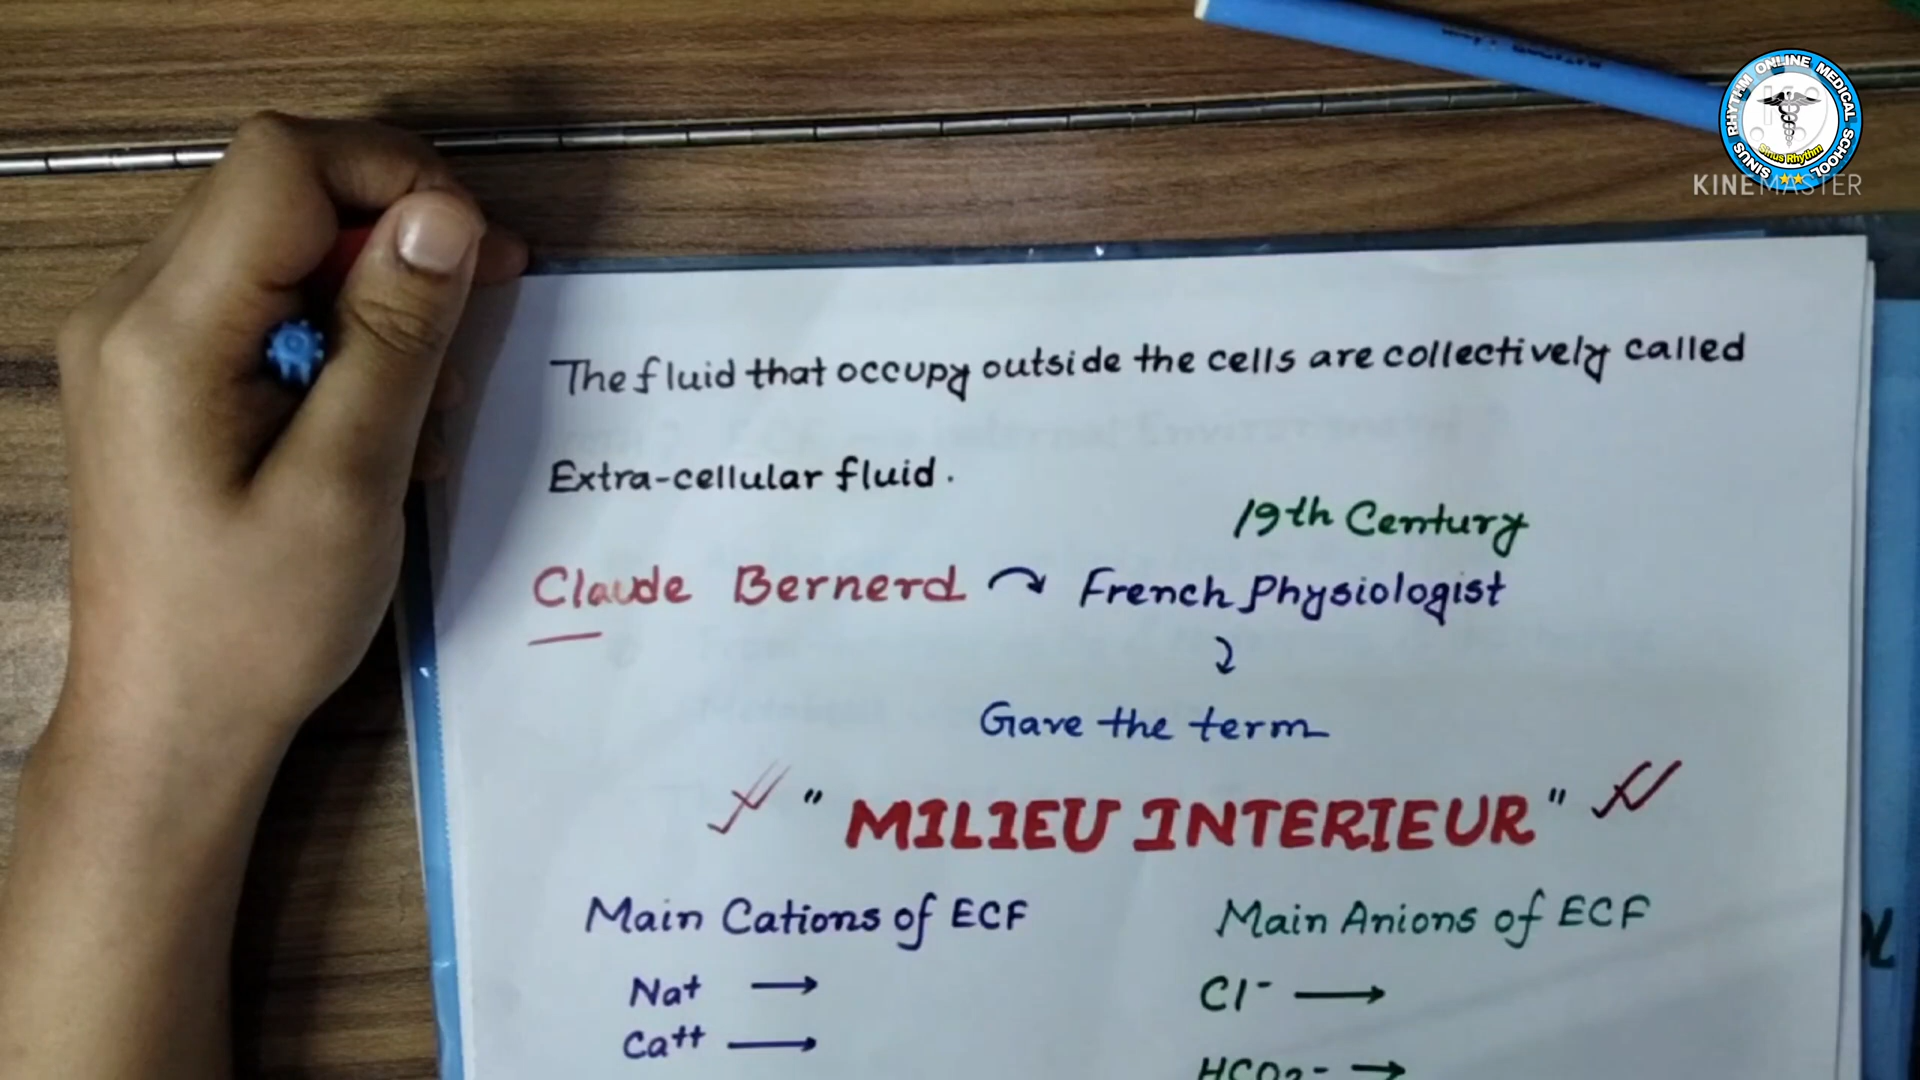 SINUS RHYTHM ONLINE MEDICAL SCHOOL
Sinus Rhythm
KINEMASTER
The fluid that occupy outside the cells are collectively called
Extra-cellular fluid.
19th Century
Claude Bernerd → French Physiologist
Gave the term
"MILIEU INTERIEUR"
Main Cations of ECF
Na+ →
Ca++ →
Main Anions of ECF
Cl- →
HCO3- →